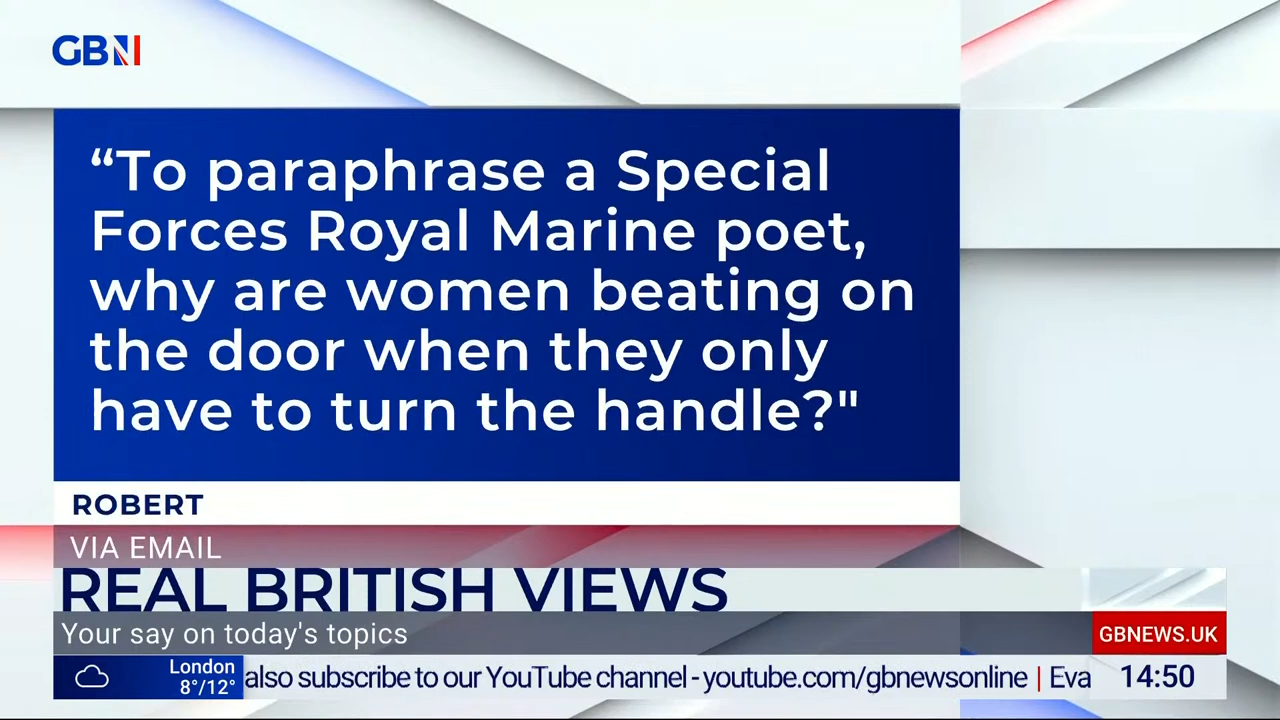 GBN
“To paraphrase a Special
Forces Royal Marine poet,
why are women beating on
the door when they only
have to turn the handle?"
ROBERT
VIA EMAIL
REAL BRITISH VIEWS
Your say on today's topics
GBNEWS.UK
London
8°/12°
also subscribe to our YouTube channel - youtube.com/gbnewsonline | Eva
14:50